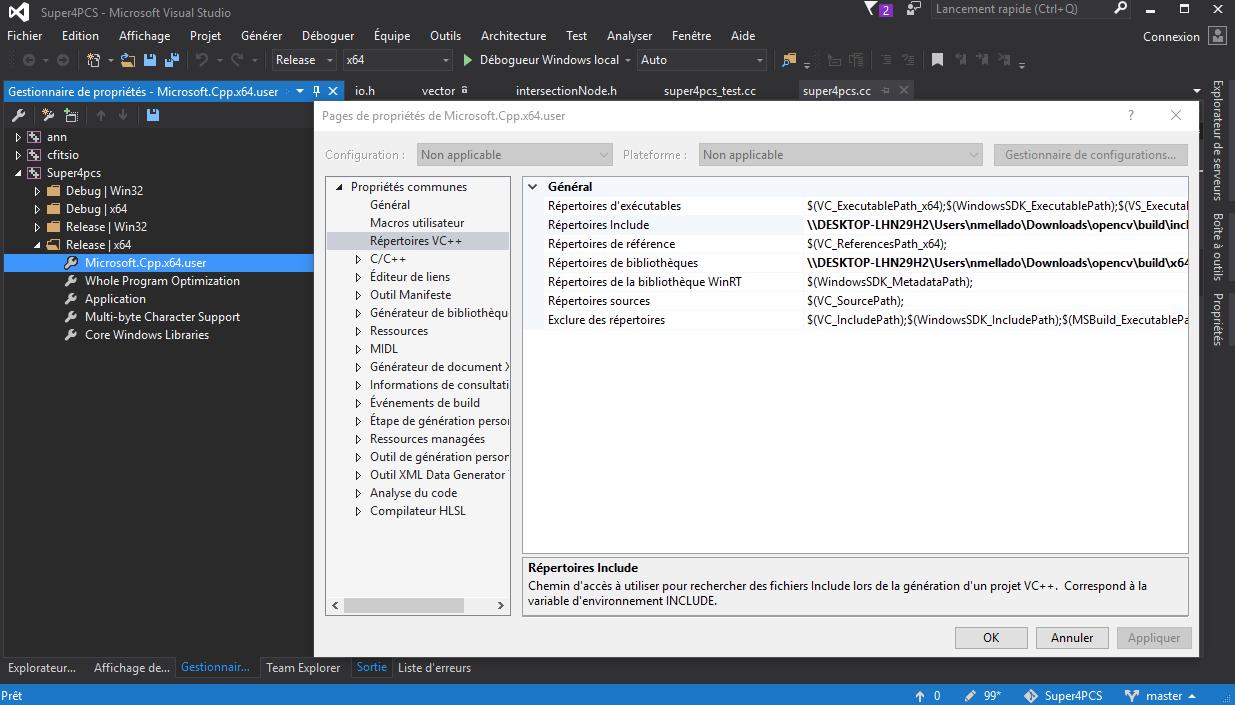 Super4PCS - Microsoft Visual Studio
2
Lancement rapide (Ctrl+Q)
Fichier Edition Affichage Projet Générer Déboguer Équipe Outils Architecture Test Analyser Fenêtre Aide
Connexion
Release x64 Débogueur Windows local Auto
Gestionnaire de propriétés - Microsoft.Cpp.x64.user
io.h vector intersectionNode.h super4pcs_test.cc super4pcs.cc
ann
cfitsio
Super4pcs
Debug | Win32
Debug | x64
Release | Win32
Release | x64
Microsoft.Cpp.x64.user
Whole Program Optimization
Application
Multi-byte Character Support
Core Windows Libraries
Pages de propriétés de Microsoft.Cpp.x64.user
?
Configuration : Non applicable Plateforme : Non applicable Gestionnaire de configurations...
Propriétés communes
Général
Macros utilisateur
Répertoires VC++
C/C++
Éditeur de liens
Outil Manifeste
Générateur de bibliothèqu
Ressources
MIDL
Générateur de document X
Informations de consultati
Événements de build
Étape de génération person
Ressources managées
Outil de génération person
Outil XML Data Generator
Analyse du code
Compilateur HLSL
Général
Répertoires d'exécutables $(VC_ExecutablePath_x64);$(WindowsSDK_ExecutablePath);$(VS_Executal
Répertoires Include \\DESKTOP-LHN29H2\Users\nmellado\Downloads\opencv\build\incl
Répertoires de référence $(VC_ReferencesPath_x64);
Répertoires de bibliothèques \\DESKTOP-LHN29H2\Users\nmellado\Downloads\opencv\build\x64
Répertoires de la bibliothèque WinRT $(WindowsSDK_MetadataPath);
Répertoires sources $(VC_SourcePath);
Exclure des répertoires $(VC_IncludePath);$(WindowsSDK_IncludePath);$(MSBuild_ExecutablePa
Répertoires Include
Chemin d'accès à utiliser pour rechercher des fichiers Include lors de la génération d'un projet VC++.  Correspond à la
variable d'environnement INCLUDE.
OK Annuler Appliquer
Explorateur de serveurs
Boîte à outils
Propriétés
Explorateur... Affichage de... Gestionnair... Team Explorer Sortie Liste d'erreurs
Prêt
0 99* Super4PCS master